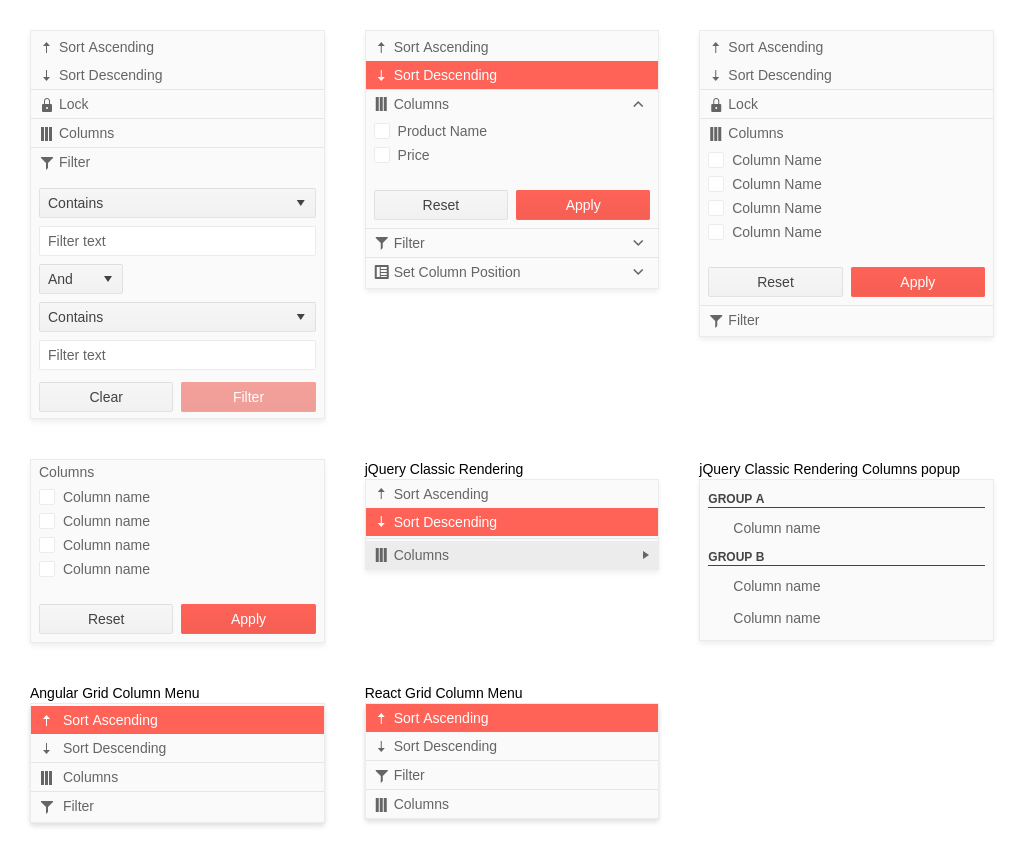 Sort Ascending
Sort Descending
Lock
Columns
Filter
Contains
Filter text
And
Contains
Filter text
Clear Filter
Sort Ascending
Sort Descending
Columns
Product Name
Price
Reset Apply
Filter
Set Column Position
Sort Ascending
Sort Descending
Lock
Columns
Column Name
Column Name
Column Name
Column Name
Reset Apply
Filter
Columns
Column name
Column name
Column name
Column name
Reset Apply
jQuery Classic Rendering
Sort Ascending
Sort Descending
Columns
jQuery Classic Rendering Columns popup
GROUP A
Column name
GROUP B
Column name
Column name
Angular Grid Column Menu
Sort Ascending
Sort Descending
Columns
Filter
React Grid Column Menu
Sort Ascending
Sort Descending
Filter
Columns